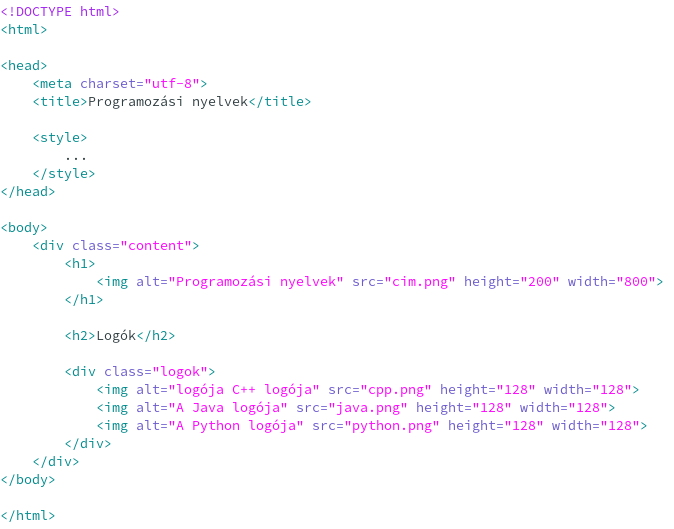 <!DOCTYPE html>
<html>
<head>
<meta charset="utf-8">
<title>Programozási nyelvek</title>
<style>
...
</style>
</head>
<body>
<div class="content">
<h1>
<img alt="Programozási nyelvek" src="cim.png" height="200" width="800">
</h1>
<h2>Logók</h2>
<div class="logok">
<img alt="logója C++ logója" src="cpp.png" height="128" width="128">
<img alt="A Java logója" src="java.png" height="128" width="128">
<img alt="A Python logója" src="python.png" height="128" width="128">
</div>
</div>
</body>
</html>